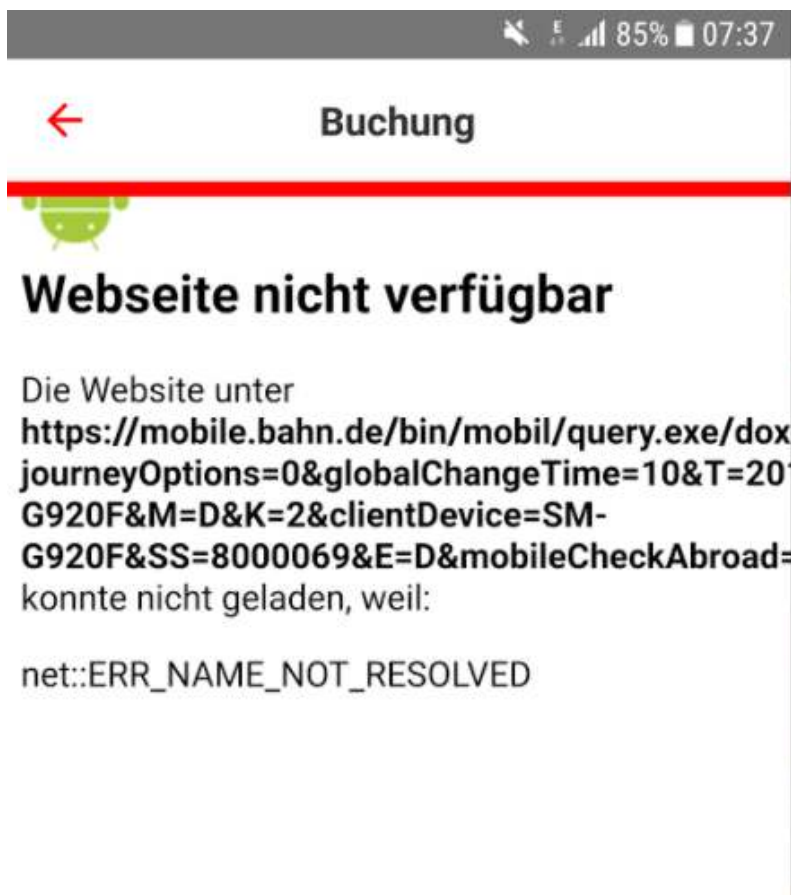 E 85% 07:37
Buchung
Webseite nicht verfügbar
Die Website unter
https://mobile.bahn.de/bin/mobil/query.exe/dox
journeyOptions=0&globalChangeTime=10&T=201
G920F&M=D&K=2&clientDevice=SM-
G920F&SS=8000069&E=D&mobileCheckAbroad=
konnte nicht geladen, weil:
net::ERR_NAME_NOT_RESOLVED